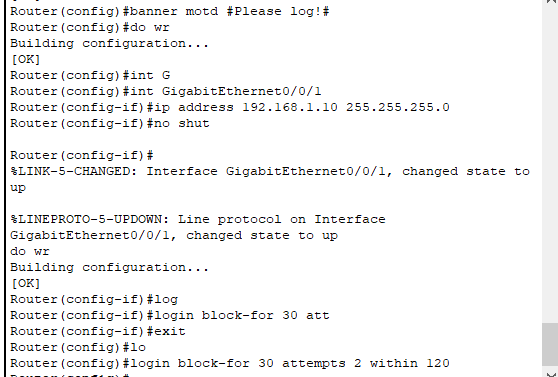 Router(config)#banner motd #Please log!#
Router(config)#do wr
Building configuration...
[OK]
Router(config)#int G
Router(config)#int GigabitEthernet0/0/1
Router(config-if)#ip address 192.168.1.10 255.255.255.0
Router(config-if)#no shut
Router(config-if)#
%LINK-5-CHANGED: Interface GigabitEthernet0/0/1, changed state to
up
%LINEPROTO-5-UPDOWN: Line protocol on Interface
GigabitEthernet0/0/1, changed state to up
do wr
Building configuration...
[OK]
Router(config-if)#log
Router(config-if)#login block-for 30 att
Router(config-if)#exit
Router(config)#lo
Router(config)#login block-for 30 attempts 2 within 120
Router(config)#